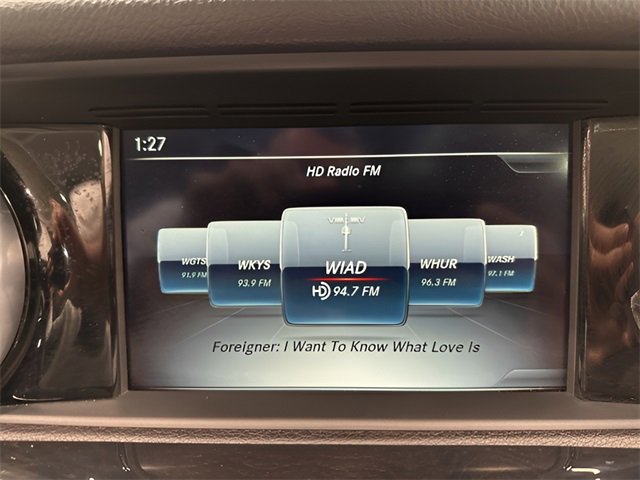 1:27
HD Radio FM
WGTS WKYS WIAD WHUR WASH
91.9 FM 93.9 FM HD 94.7 FM 96.3 FM 97.1 FM
Foreigner: I Want To Know What Love Is